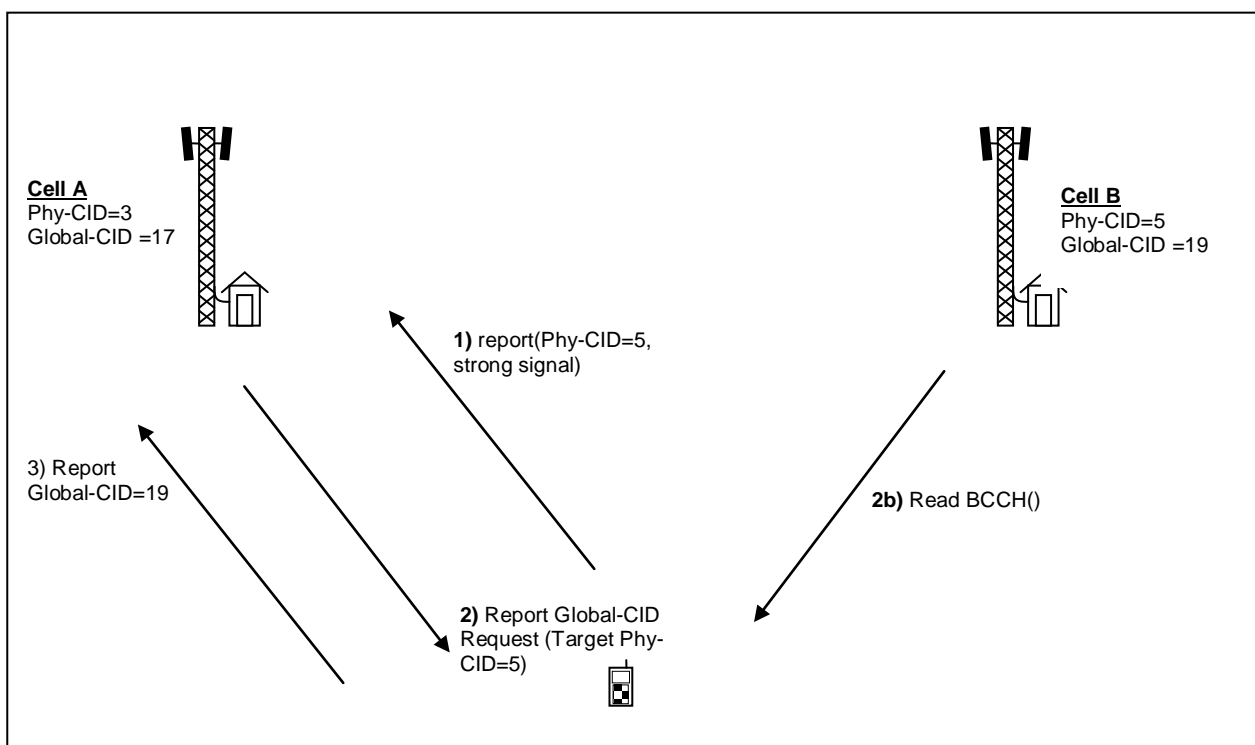 Cell A
Phy-CID=3
Global-CID =17
Cell B
Phy-CID=5
Global-CID =19
1) report(Phy-CID=5,
strong signal)
3) Report
Global-CID=19
2b) Read BCCH()
2) Report Global-CID
Request (Target Phy-
CID=5)